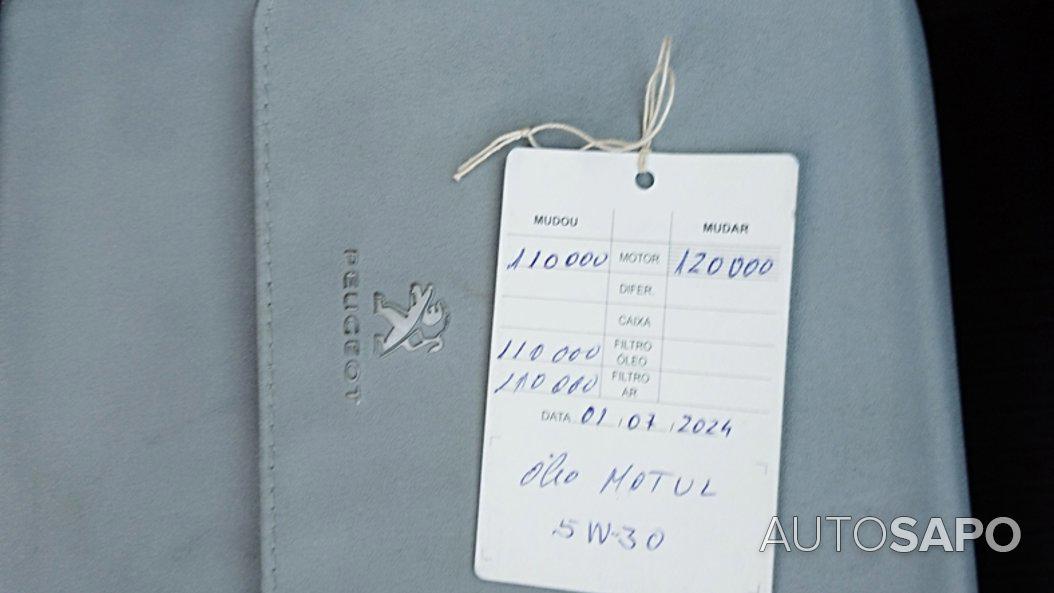 PEUGEOT
MUDOU MUDAR
110000 MOTOR 120000
DIFER.
CAIXA
110000 FILTRO ÓLEO
110000 FILTRO AR
DATA 01 / 07 / 2024
Óleo MOTUL
5W-30
AUTOSAPO